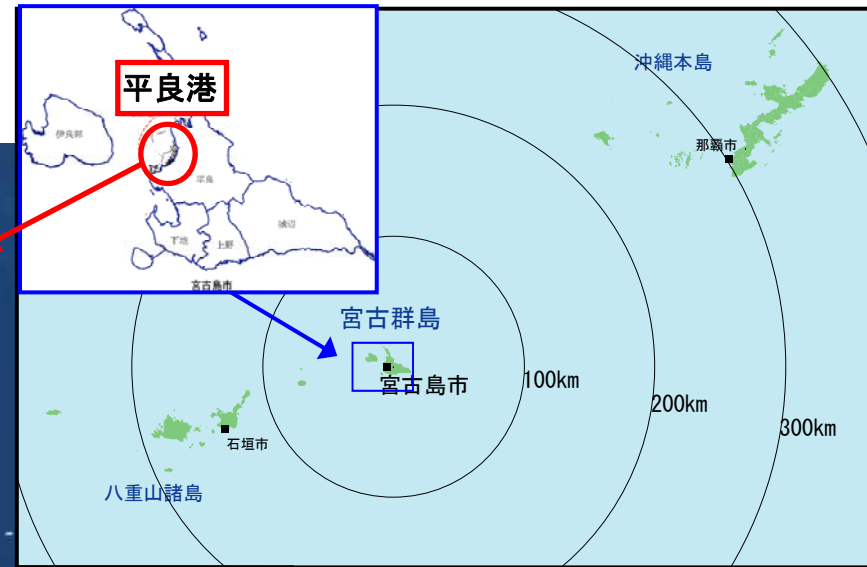 平良港
伊良部
平良
城辺
下地
上野
宮古島市
沖縄本島
那覇市
宮古群島
宮古島市
100km
200km
300km
石垣市
八重山諸島